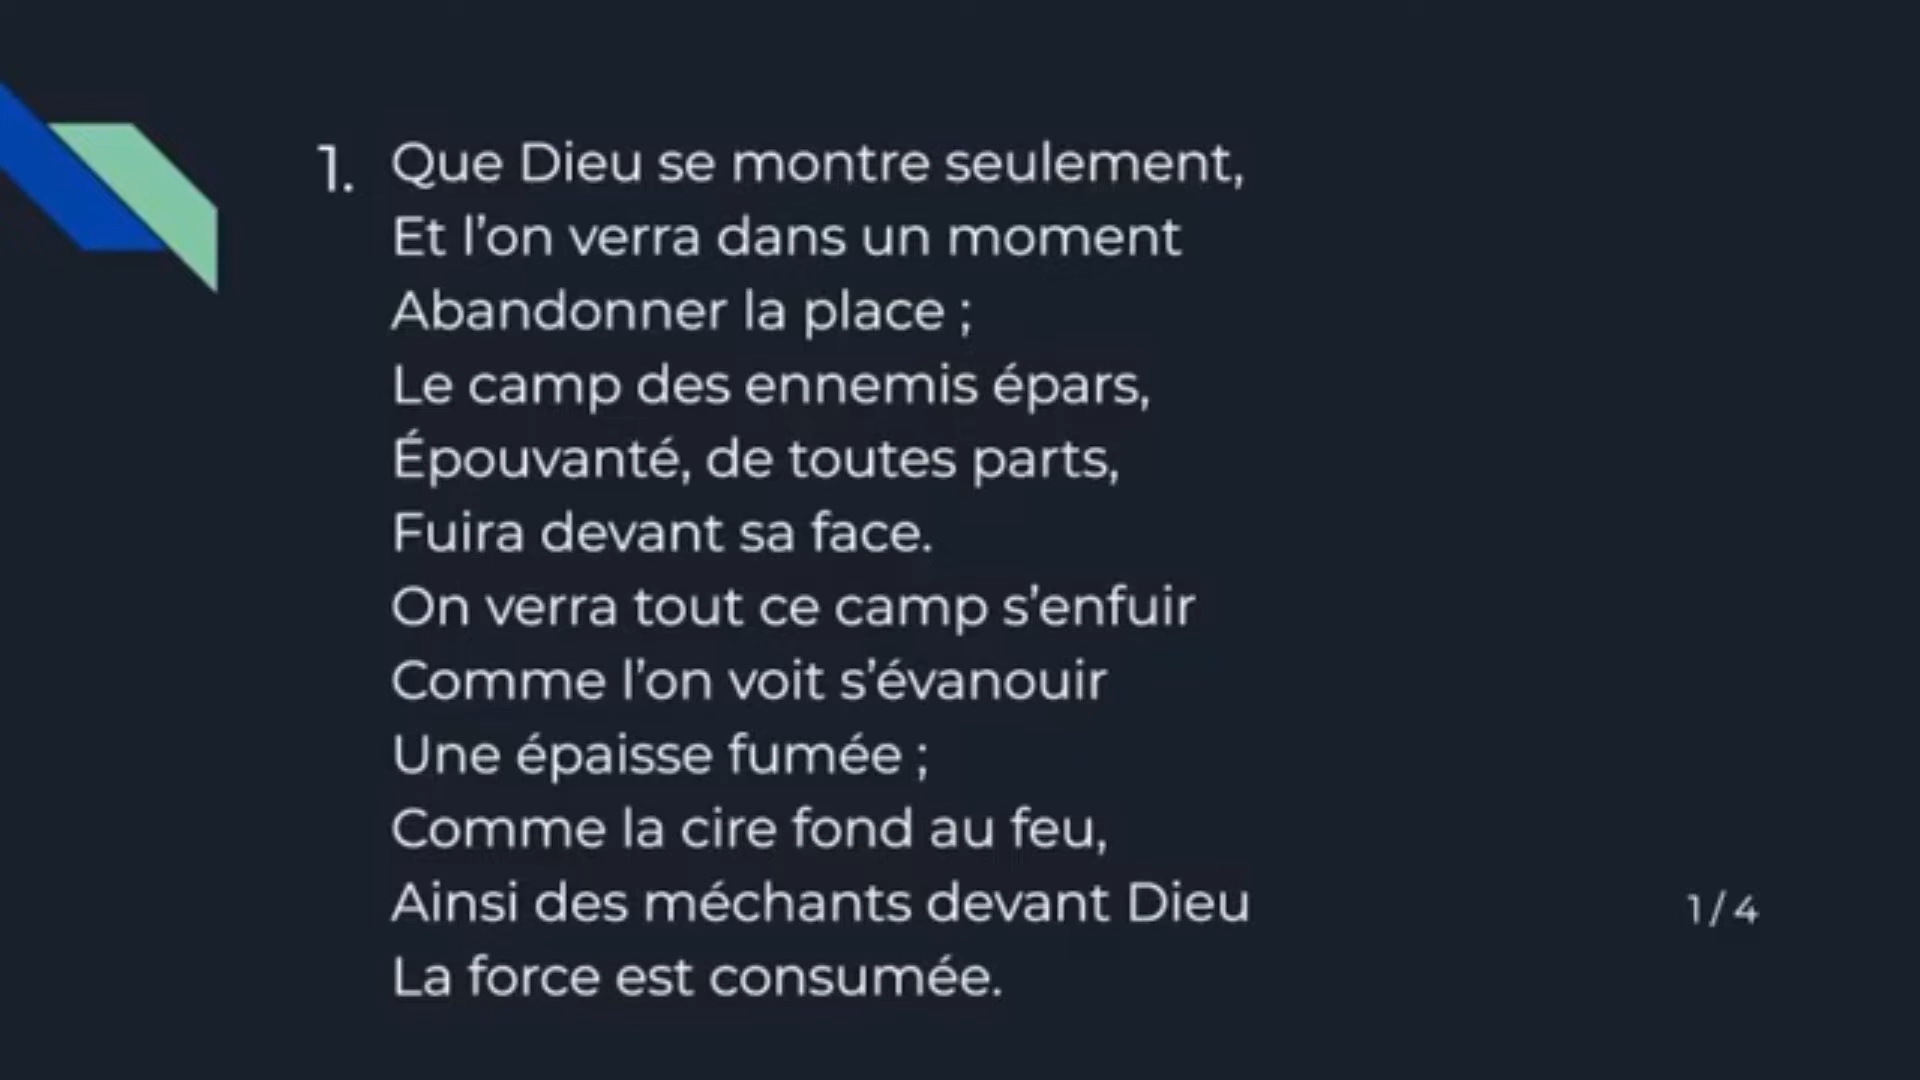 1. Que Dieu se montre seulement,
Et l’on verra dans un moment
Abandonner la place ;
Le camp des ennemis épars,
Épouvanté, de toutes parts,
Fuira devant sa face.
On verra tout ce camp s’enfuir
Comme l’on voit s’évanouir
Une épaisse fumée ;
Comme la cire fond au feu,
Ainsi des méchants devant Dieu
La force est consumée.
1 / 4